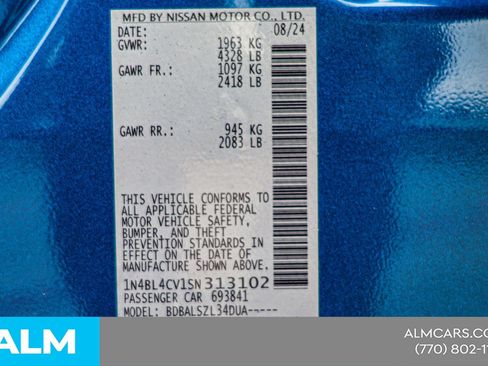 MFD BY NISSAN MOTOR CO., LTD.
DATE: 08/24
GVWR: 1963 KG
4328 LB
GAWR FR.: 1097 KG
2418 LB
GAWR RR.: 945 KG
2083 LB
THIS VEHICLE CONFORMS TO
ALL APPLICABLE FEDERAL
MOTOR VEHICLE SAFETY,
BUMPER, AND THEFT
PREVENTION STANDARDS
IN EFFECT ON THE DATE OF
MANUFACTURE SHOWN ABOVE.
1N4BL4CV1SN313102
PASSENGER CAR 693841
MODEL: BDBALSZL34DUA-----
ALM
ALMCARS.COM
(770) 802-11